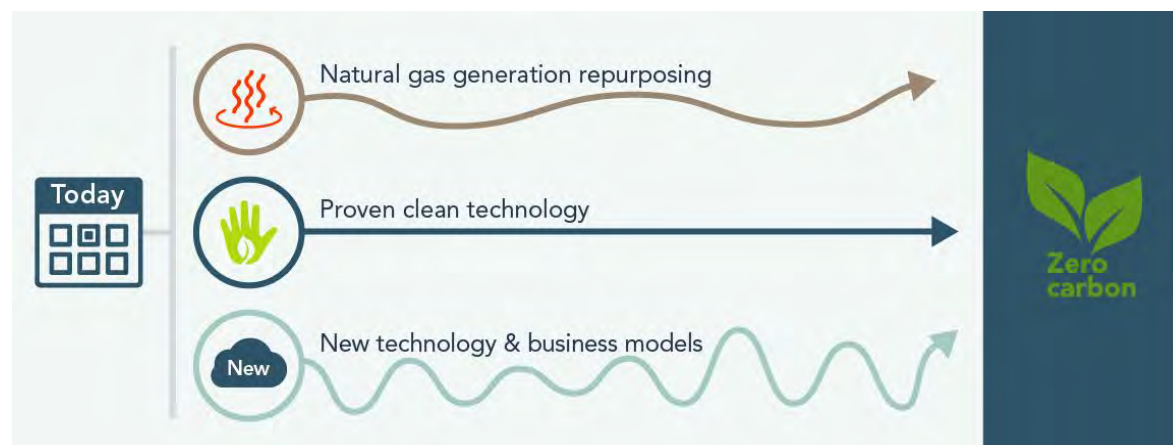 Natural gas generation repurposing
Today
Proven clean technology
New technology & business models
New
Zero
carbon